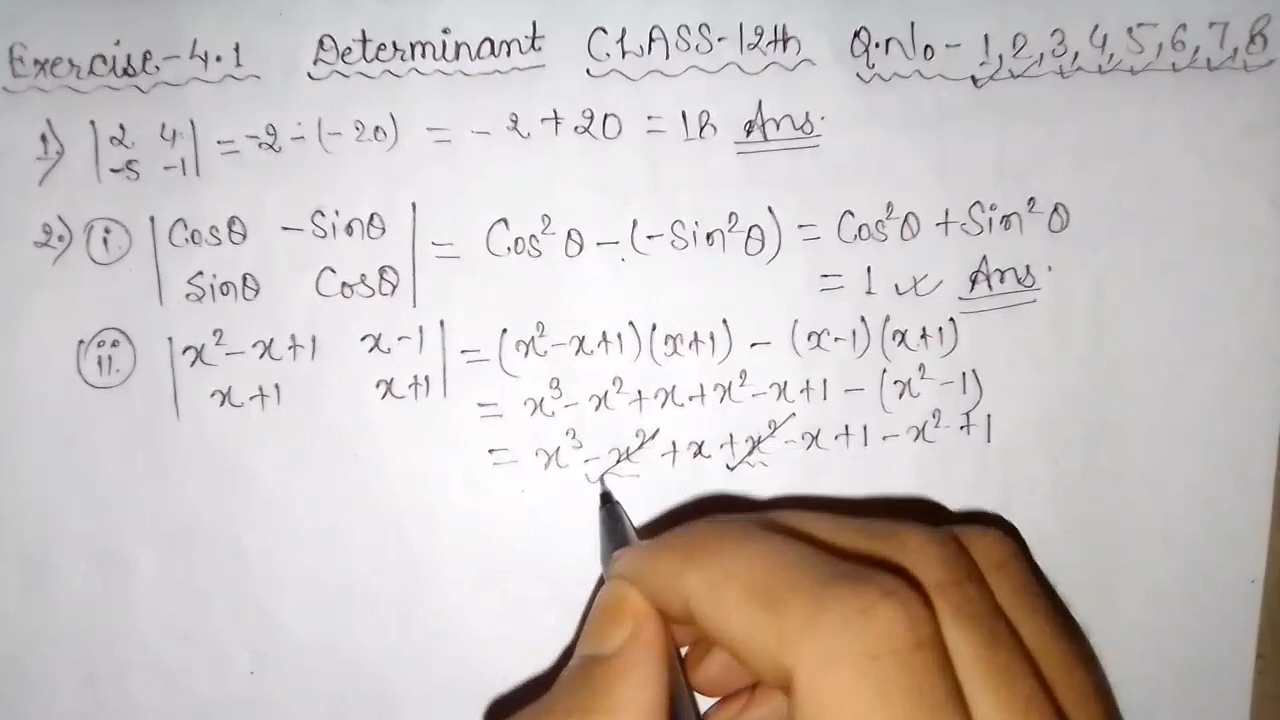 Exercise-4.1 Determinant CLASS-12th Q.No-1,2,3,4,5,6,7,8
1) |2 4| = -2-(-20) = -2+20 = 18 Ans.
|-5 -1|
2.) (i.) |Cosθ -Sinθ| = Cos²θ-(-Sin²θ) = Cos²θ+Sin²θ
|Sinθ Cosθ| = 1 Ans.
(ii.) |x²-x+1 x-1| = (x²-x+1)(x+1) - (x-1)(x+1)
|x+1 x+1| = x³-x²+x+x²-x+1-(x²-1)
= x³-x²+x+x²-x+1-x²+1